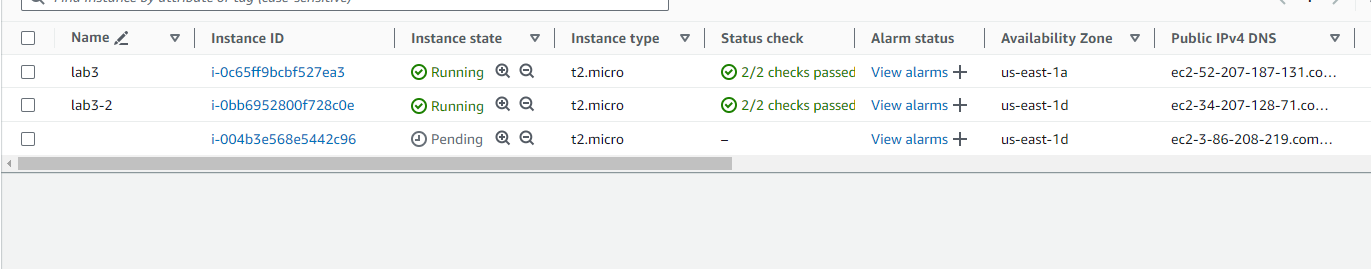 Find Instance by attribute or tag (case-sensitive)
Name Instance ID Instance state Instance type Status check Alarm status Availability Zone Public IPv4 DNS
lab3 i-0c65ff9bcbf527ea3 Running t2.micro 2/2 checks passed View alarms + us-east-1a ec2-52-207-187-131.co...
lab3-2 i-0bb6952800f728c0e Running t2.micro 2/2 checks passed View alarms + us-east-1d ec2-34-207-128-71.co...
i-004b3e568e5442c96 Pending t2.micro – View alarms + us-east-1d ec2-3-86-208-219.com...